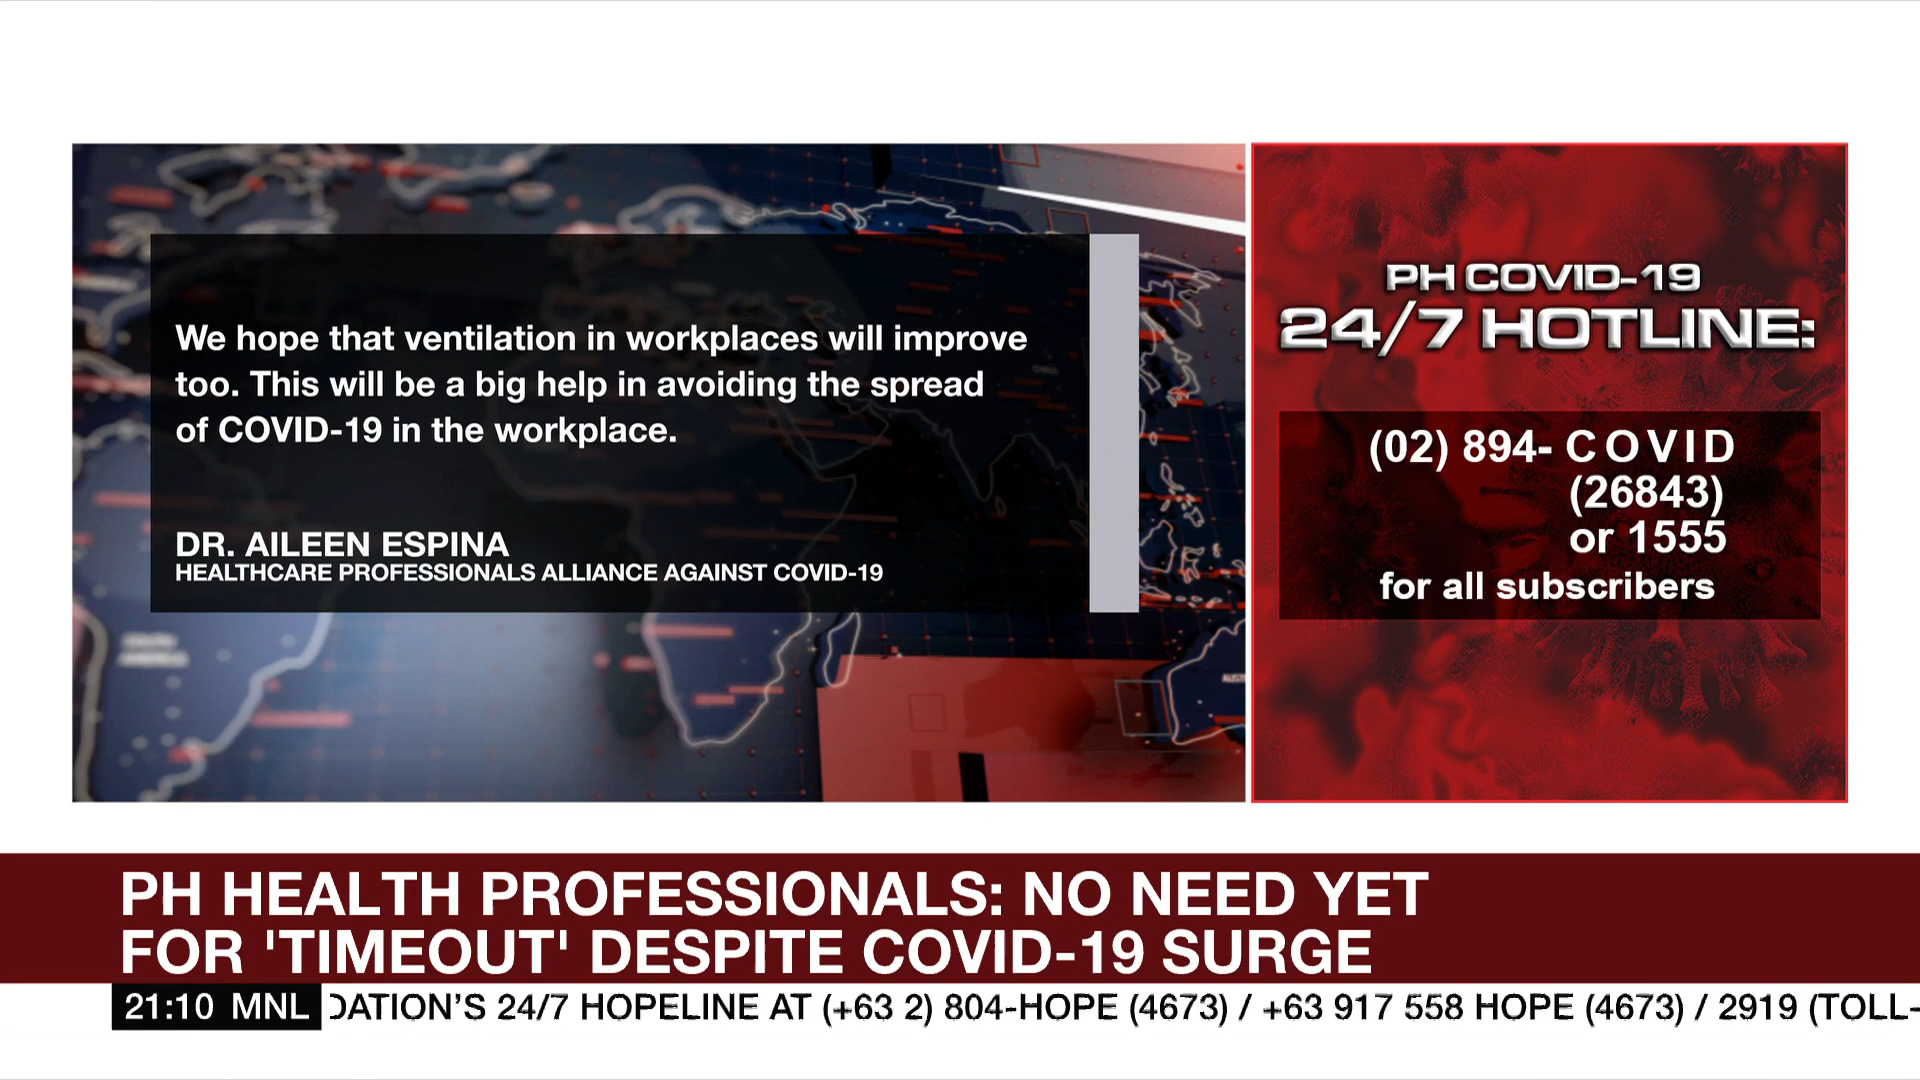 We hope that ventilation in workplaces will improve
too. This will be a big help in avoiding the spread
of COVID-19 in the workplace.
DR. AILEEN ESPINA
HEALTHCARE PROFESSIONALS ALLIANCE AGAINST COVID-19
PH COVID-19
24/7 HOTLINE:
(02) 894- COVID
(26843)
or 1555
for all subscribers
PH HEALTH PROFESSIONALS: NO NEED YET
FOR 'TIMEOUT' DESPITE COVID-19 SURGE
21:10 MNL
DATION'S 24/7 HOPELINE AT (+63 2) 804-HOPE (4673) / +63 917 558 HOPE (4673) / 2919 (TOLL-